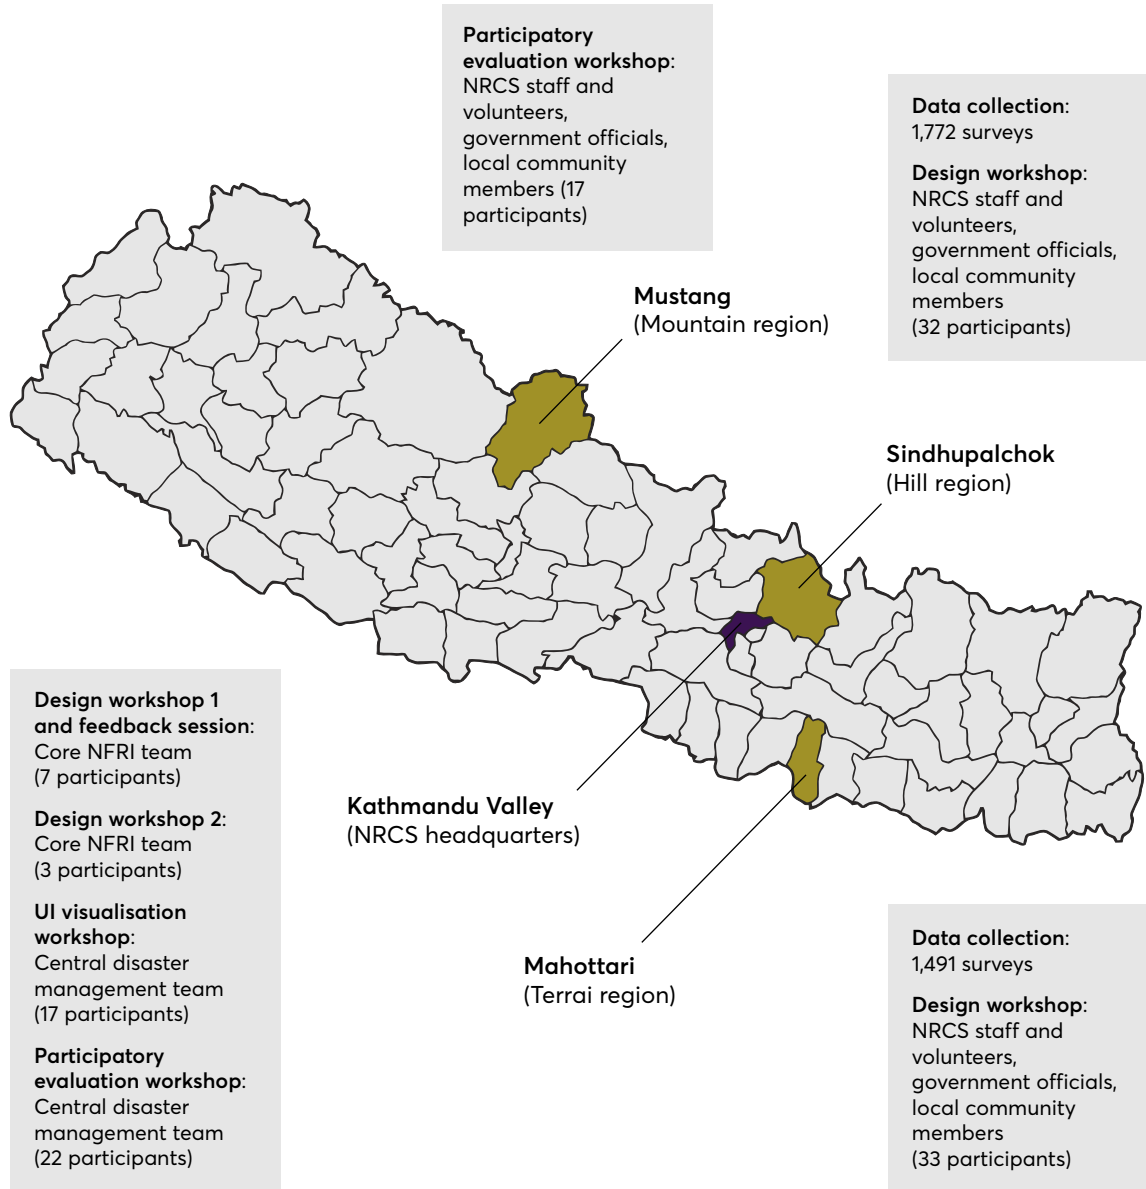 Participatory
evaluation workshop:
NRCS staff and
volunteers,
government officials,
local community
members (17
participants)
Data collection:
1,772 surveys
Design workshop:
NRCS staff and
volunteers,
government officials,
local community
members
(32 participants)
Mustang
(Mountain region)
Sindhupalchok
(Hill region)
Design workshop 1
and feedback session:
Core NFRI team
(7 participants)
Design workshop 2:
Core NFRI team
(3 participants)
UI visualisation
workshop:
Central disaster
management team
(17 participants)
Participatory
evaluation workshop:
Central disaster
management team
(22 participants)
Kathmandu Valley
(NRCS headquarters)
Mahottari
(Terrai region)
Data collection:
1,491 surveys
Design workshop:
NRCS staff and
volunteers,
government officials,
local community
members
(33 participants)